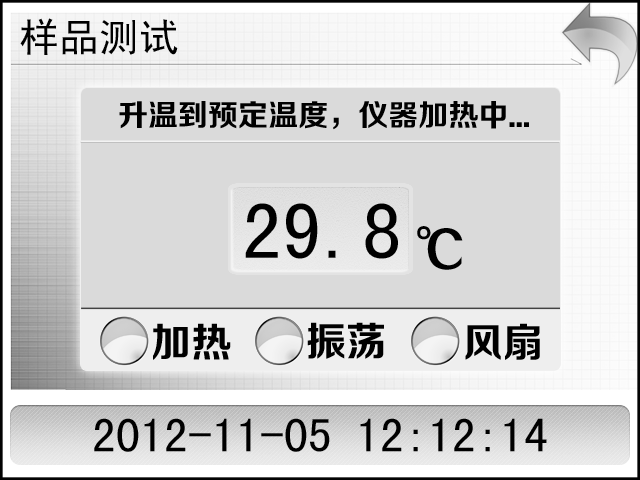 样品测试
升温到预定温度，仪器加热中...
29.8 ℃
加热 振荡 风扇
2012-11-05 12:12:14